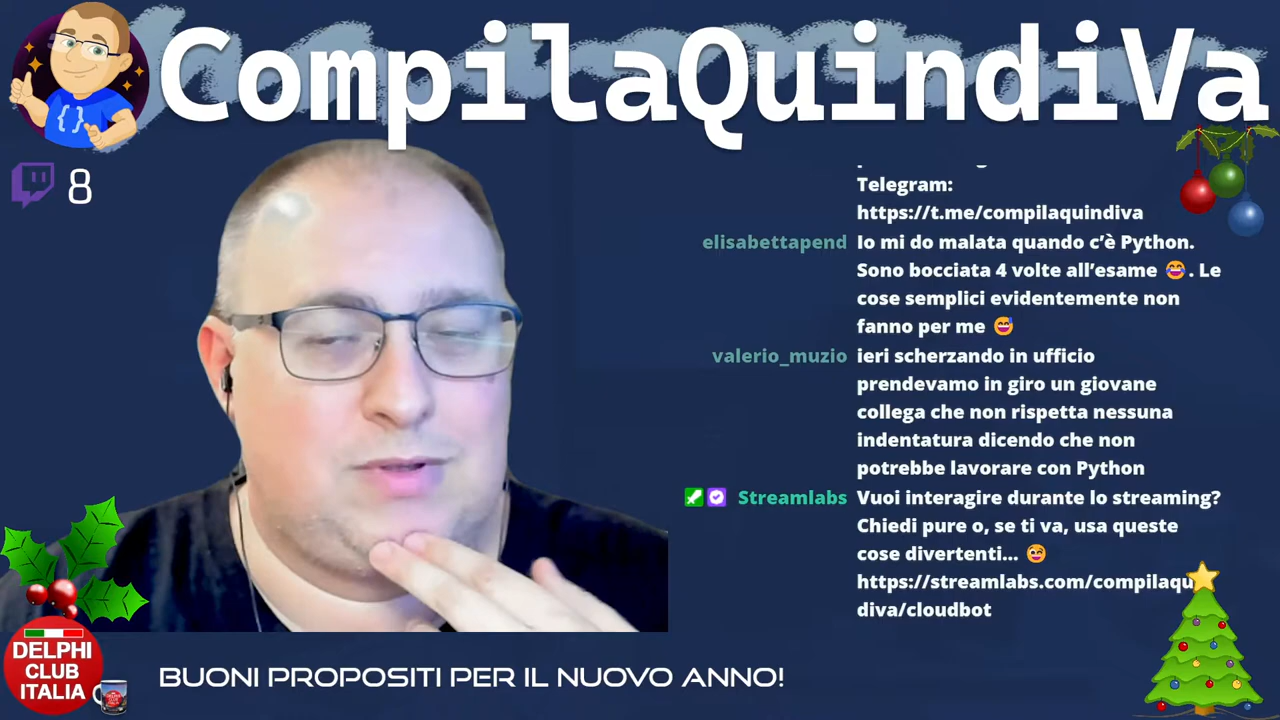 CompilaQuindiVa
{ }
8
Telegram:
https://t.me/compilaquindiva
elisabettapend Io mi do malata quando c’è Python.
Sono bocciata 4 volte all’esame 😂. Le
cose semplici evidentemente non
fanno per me 😅
valerio_muzio ieri scherzando in ufficio
prendevamo in giro un giovane
collega che non rispetta nessuna
indentatura dicendo che non
potrebbe lavorare con Python
Streamlabs Vuoi interagire durante lo streaming?
Chiedi pure o, se ti va, usa queste
cose divertenti... 😁
https://streamlabs.com/compilaqu
diva/cloudbot
DELPHI
CLUB
ITALIA
BUONI PROPOSITI PER IL NUOVO ANNO!